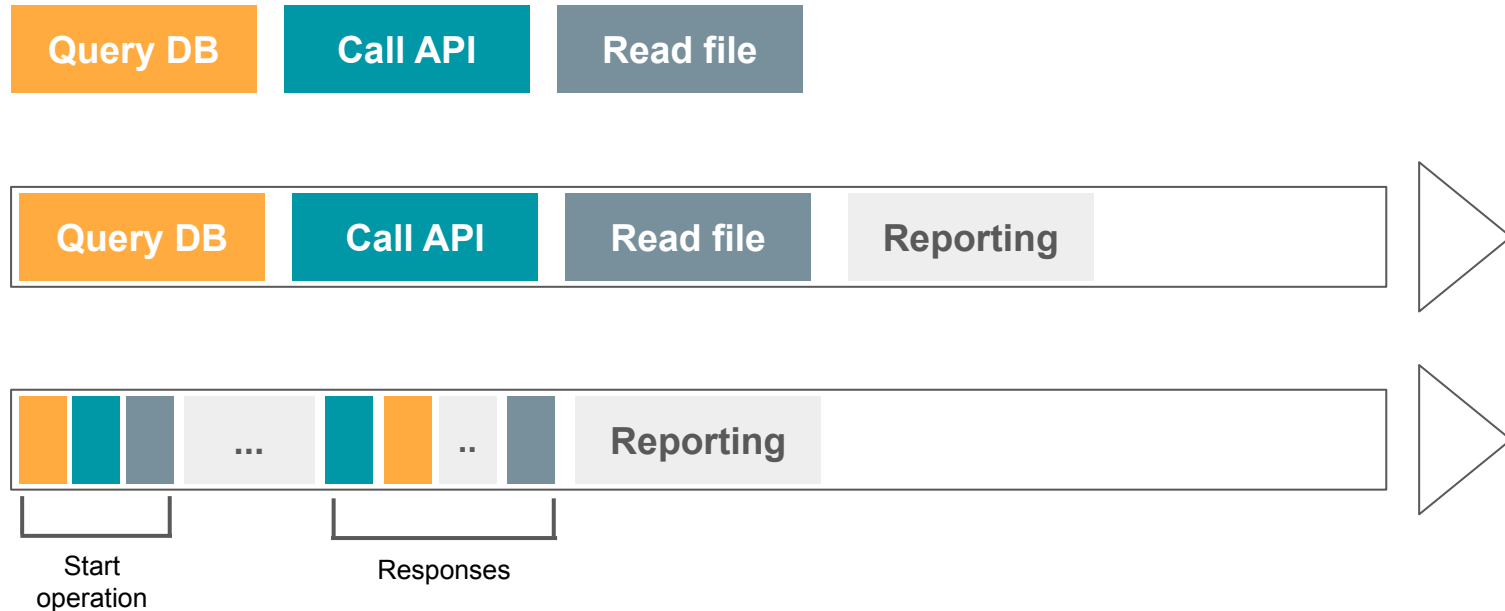 Query DB Call API Read file
Query DB Call API Read file Reporting
... .. Reporting
Start
operation
Responses